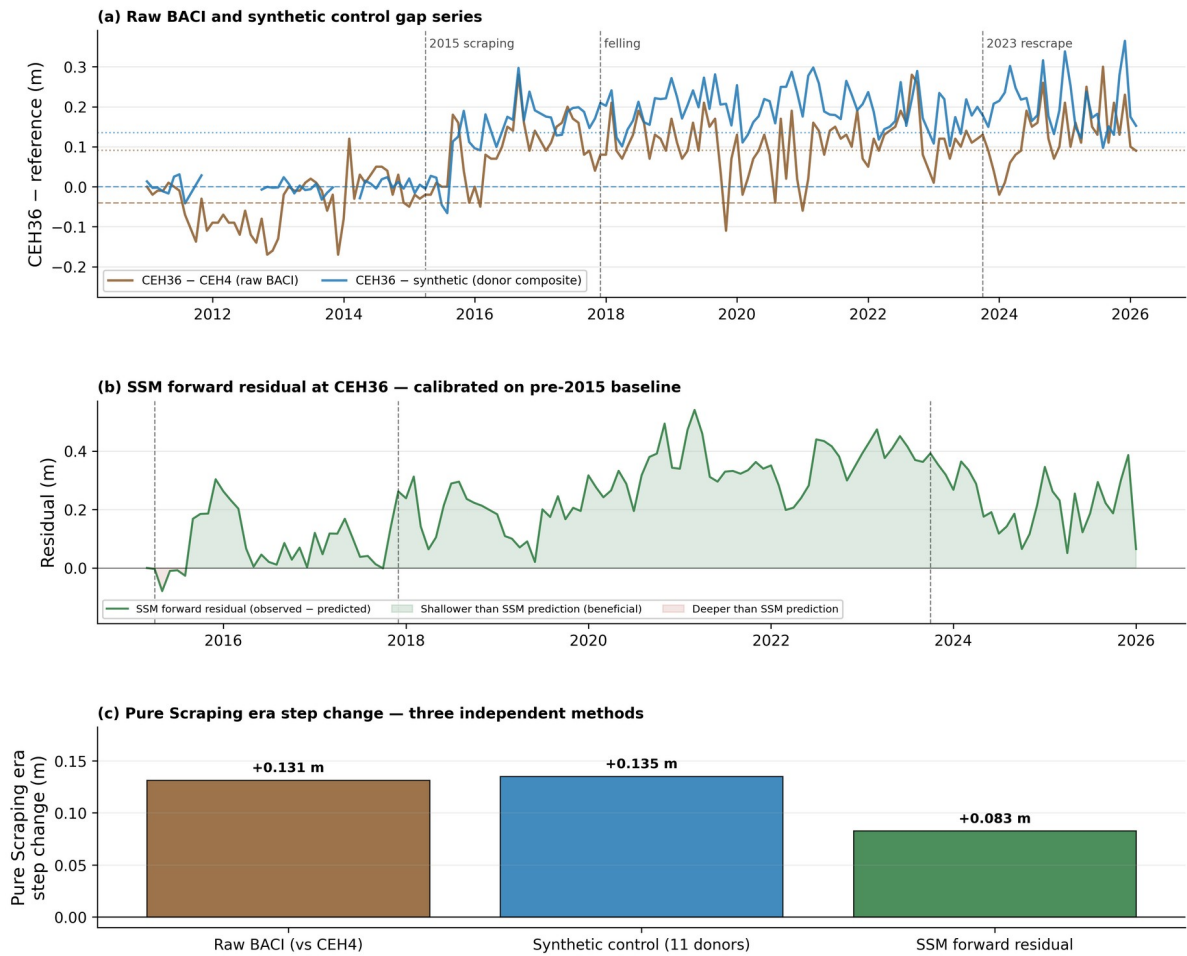 (a) Raw BACI and synthetic control gap series
CEH36 − reference (m)
0.3
0.2
0.1
0.0
−0.1
−0.2
2015 scraping
felling
2023 rescrape
CEH36 − CEH4 (raw BACI)
CEH36 − synthetic (donor composite)
2012
2014
2016
2018
2020
2022
2024
2026
(b) SSM forward residual at CEH36 — calibrated on pre-2015 baseline
Residual (m)
0.4
0.2
0.0
SSM forward residual (observed − predicted)
Shallower than SSM prediction (beneficial)
Deeper than SSM prediction
2016
2018
2020
2022
2024
2026
(c) Pure Scraping era step change — three independent methods
Pure Scraping era
step change (m)
0.15
0.10
0.05
0.00
+0.131 m
+0.135 m
+0.083 m
Raw BACI (vs CEH4)
Synthetic control (11 donors)
SSM forward residual